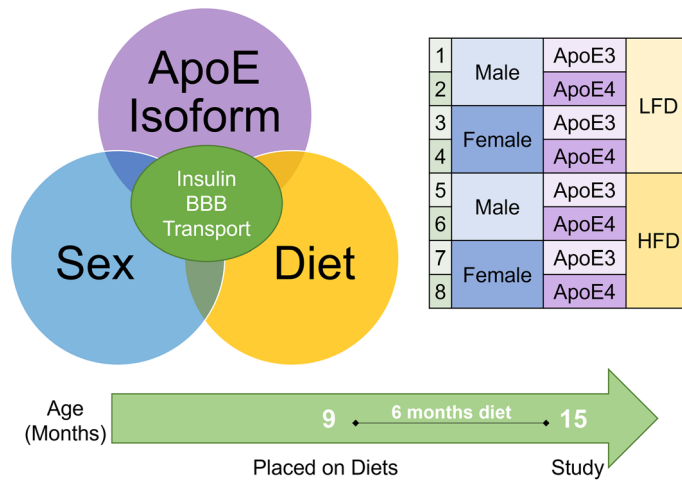 ApoE
Isoform
Insulin
BBB
Transport
Sex
Diet
1 Male ApoE3 LFD
2 ApoE4
3 Female ApoE3
4 ApoE4
5 Male ApoE3 HFD
6 ApoE4
7 Female ApoE3
8 ApoE4
Age
(Months)
9 6 months diet 15
Placed on Diets Study